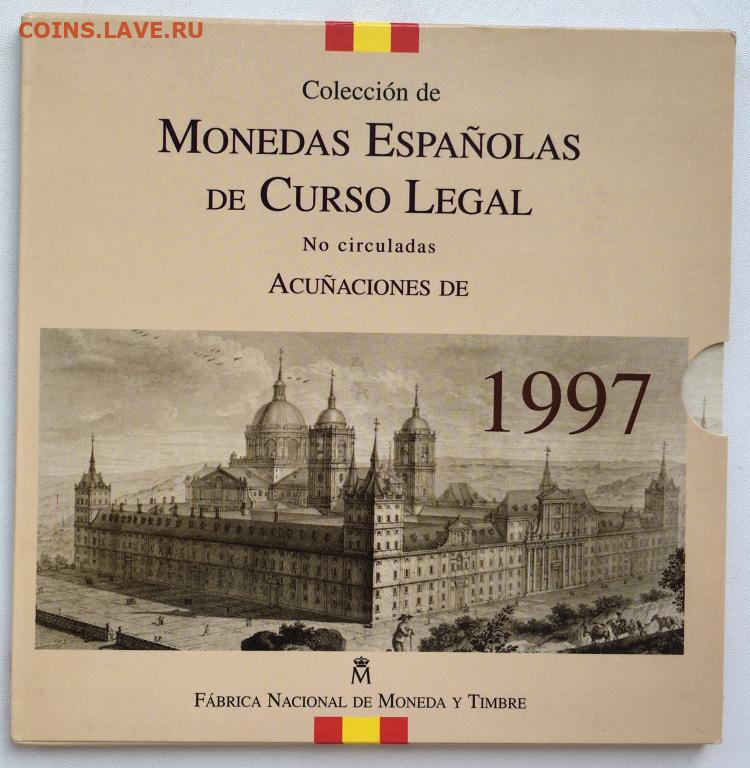 COINS.LAVE.RU
Colección de
MONEDAS ESPAÑOLAS
DE CURSO LEGAL
No circuladas
ACUÑACIONES DE
1997
M
FÁBRICA NACIONAL DE MONEDA Y TIMBRE